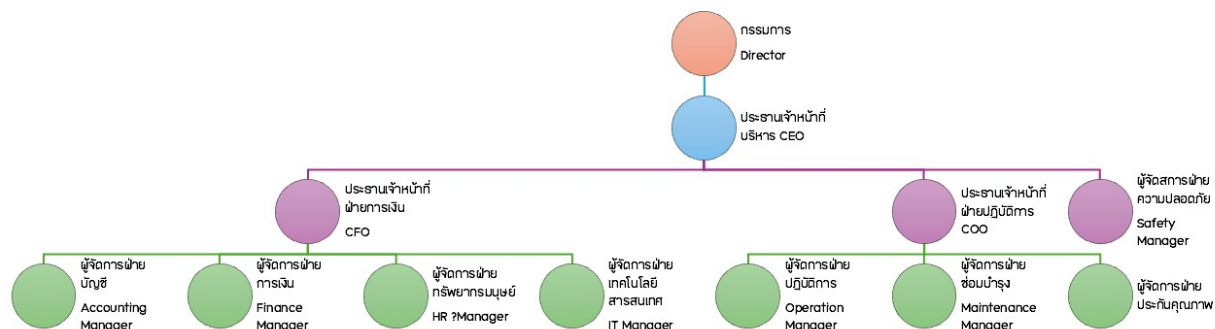 กรรมการ
Director
ประธานเจ้าหน้าที่
บริหาร CEO
ประธานเจ้าหน้าที่
ฝ่ายการเงิน
CFO
ประธานเจ้าหน้าที่
ฝ่ายปฏิบัติการ
COO
ผู้จัดสการฝ่าย
ความปลอดภัย
Safety
Manager
ผู้จัดการฝ่าย
บัญชี
Accounting
Manager
ผู้จัดการฝ่าย
การเงิน
Finance
Manager
ผู้จัดการฝ่าย
ทรัพยากรมนุษย์
HR ?Manager
ผู้จัดการฝ่าย
เทคโนโลยี
สารสนเทศ
IT Manager
ผู้จัดการฝ่าย
ปฏิบัติการ
Operation
Manager
ผู้จัดการฝ่าย
ซ่อมบำรุง
Maintenance
Manager
ผู้จัดการฝ่าย
ประกันคุณภาพ